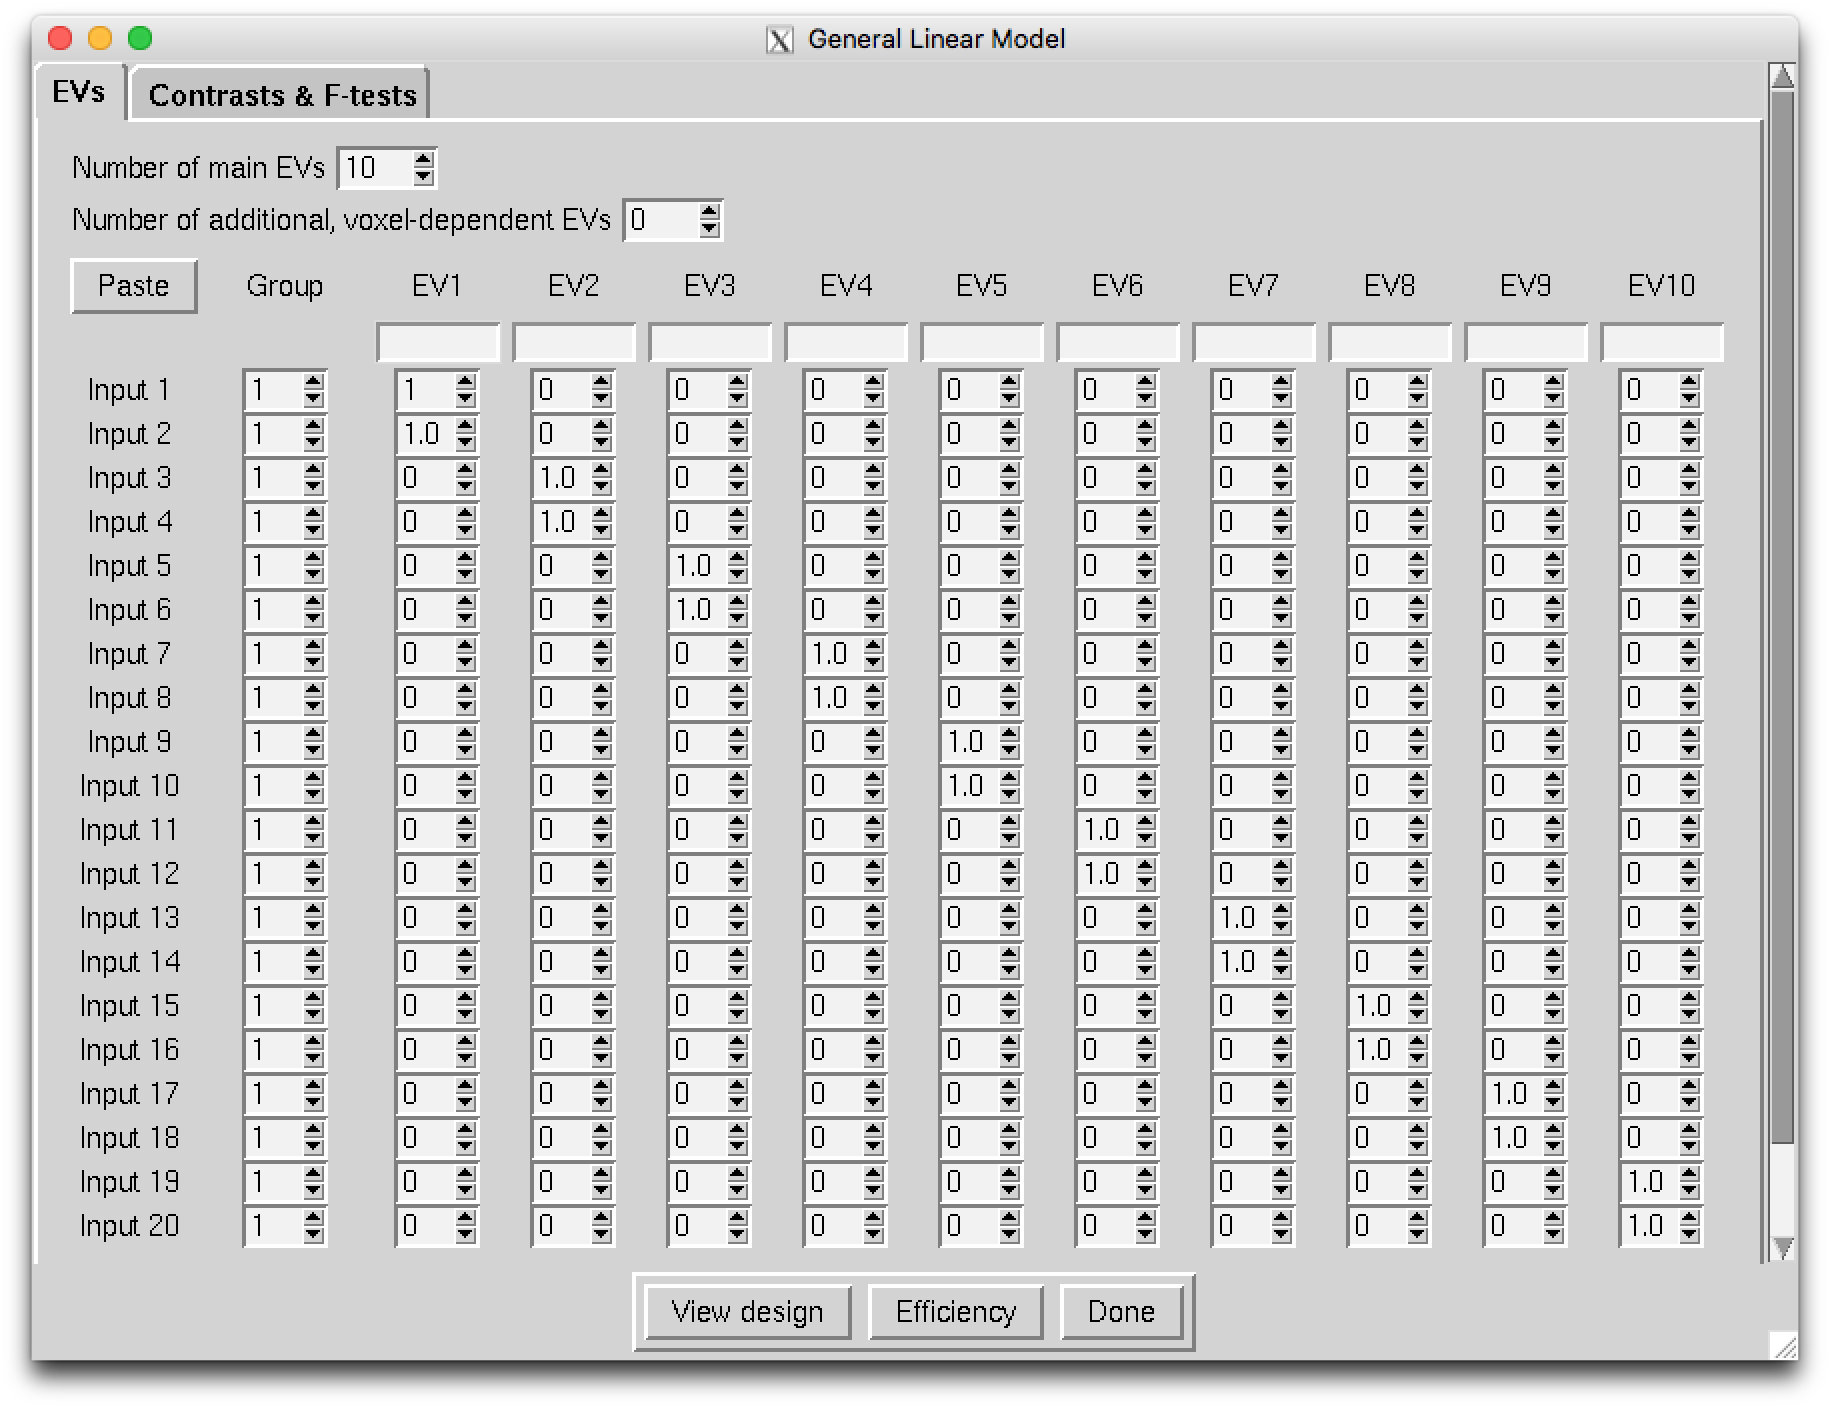 General Linear Model
EVs Contrasts & F-tests
Number of main EVs 10
Number of additional, voxel-dependent EVs 0
Paste Group EV1 EV2 EV3 EV4 EV5 EV6 EV7 EV8 EV9 EV10
Input 1 1 1 0 0 0 0 0 0 0 0 0
Input 2 1 1.0 0 0 0 0 0 0 0 0 0
Input 3 1 0 1.0 0 0 0 0 0 0 0 0
Input 4 1 0 1.0 0 0 0 0 0 0 0 0
Input 5 1 0 0 1.0 0 0 0 0 0 0 0
Input 6 1 0 0 1.0 0 0 0 0 0 0 0
Input 7 1 0 0 0 1.0 0 0 0 0 0 0
Input 8 1 0 0 0 1.0 0 0 0 0 0 0
Input 9 1 0 0 0 0 1.0 0 0 0 0 0
Input 10 1 0 0 0 0 1.0 0 0 0 0 0
Input 11 1 0 0 0 0 0 1.0 0 0 0 0
Input 12 1 0 0 0 0 0 1.0 0 0 0 0
Input 13 1 0 0 0 0 0 0 1.0 0 0 0
Input 14 1 0 0 0 0 0 0 1.0 0 0 0
Input 15 1 0 0 0 0 0 0 0 1.0 0 0
Input 16 1 0 0 0 0 0 0 0 1.0 0 0
Input 17 1 0 0 0 0 0 0 0 0 1.0 0
Input 18 1 0 0 0 0 0 0 0 0 1.0 0
Input 19 1 0 0 0 0 0 0 0 0 0 1.0
Input 20 1 0 0 0 0 0 0 0 0 0 1.0
View design Efficiency Done